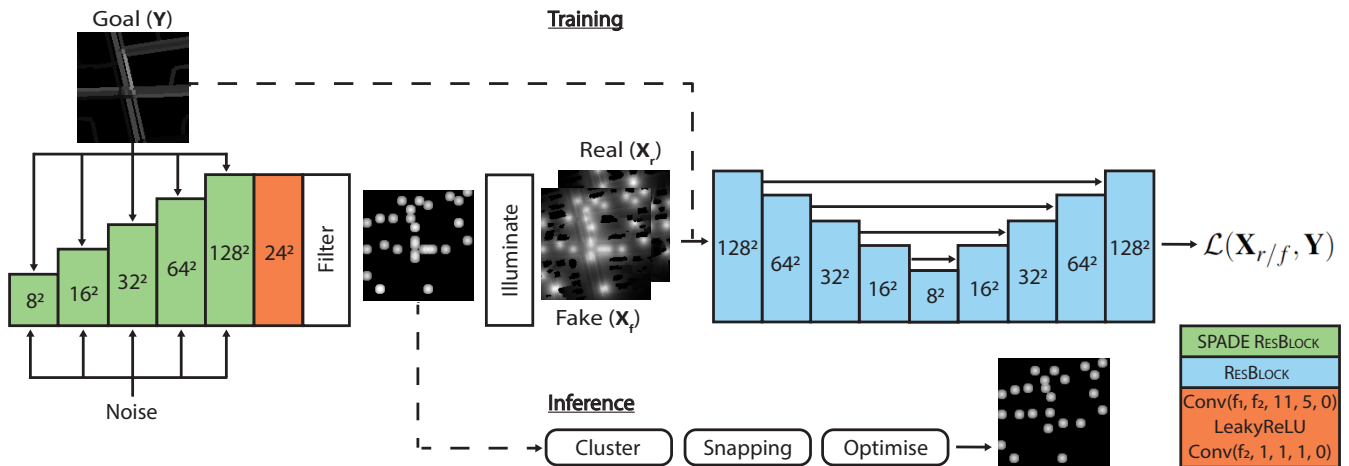 Goal (Y)
Training
8²
16²
32²
64²
128²
24²
Filter
Noise
Illuminate
Real (Xᵣ)
Fake (X_f)
128²
64²
32²
16²
8²
16²
32²
64²
128²
ℒ(X_{r/f}, Y)
Inference
Cluster
Snapping
Optimise
SPADE RESBLOCK
RESBLOCK
Conv(f₁, f₂, 11, 5, 0)
LeakyReLU
Conv(f₂, 1, 1, 1, 0)